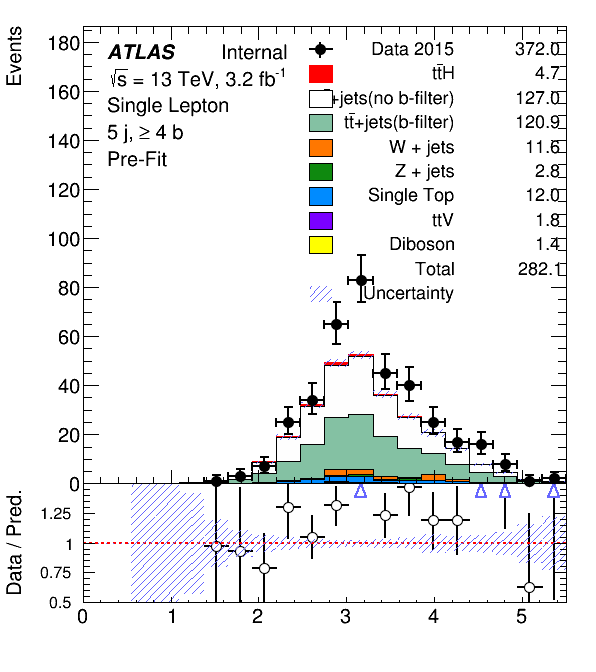 Events
180
160
140
120
100
80
60
40
20
0
ATLAS Internal
√s = 13 TeV, 3.2 fb-1
Single Lepton
5 j, ≥ 4 b
Pre-Fit
Data 2015 372.0
tt̄H 4.7
+jets(no b-filter) 127.0
tt̄+jets(b-filter) 120.9
W + jets 11.6
Z + jets 2.8
Single Top 12.0
ttV 1.8
Diboson 1.4
Total 282.1
Uncertainty
Data / Pred.
1.25
1
0.75
0.5
0 1 2 3 4 5